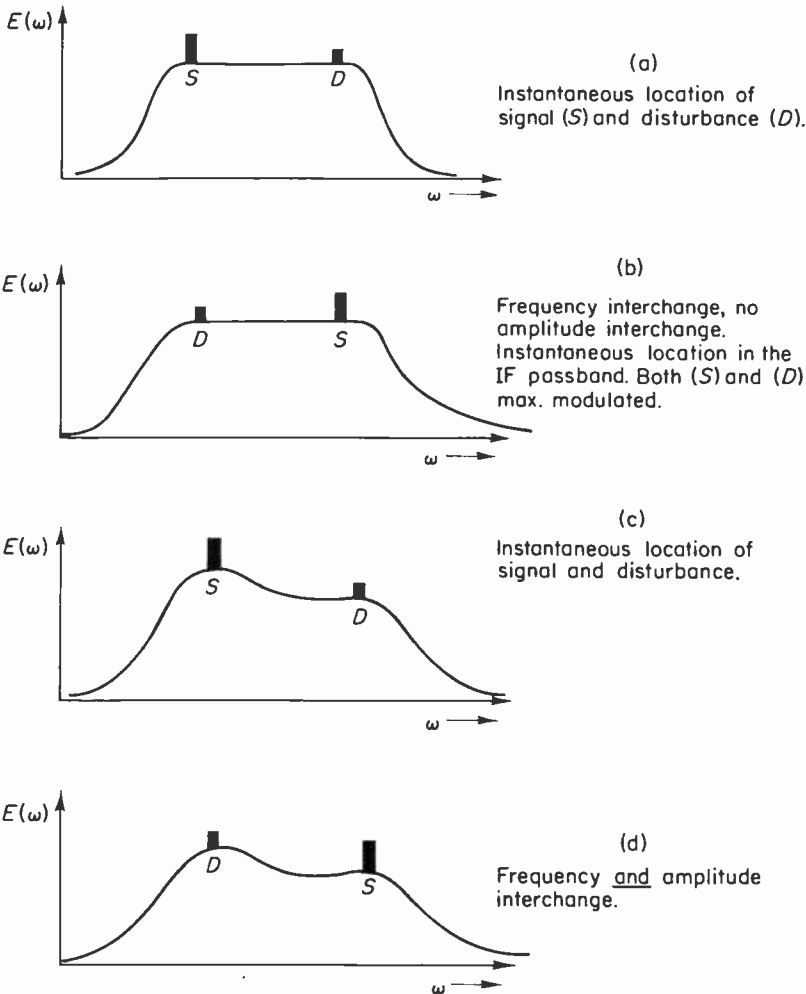 E(ω)
S
D
ω
(a)
Instantaneous location of
signal (S) and disturbance (D).
E(ω)
D
S
ω
(b)
Frequency interchange, no
amplitude interchange.
Instantaneous location in the
IF passband. Both (S) and (D)
max. modulated.
E(ω)
S
D
ω
(c)
Instantaneous location of
signal and disturbance.
E(ω)
D
S
ω
(d)
Frequency and amplitude
interchange.